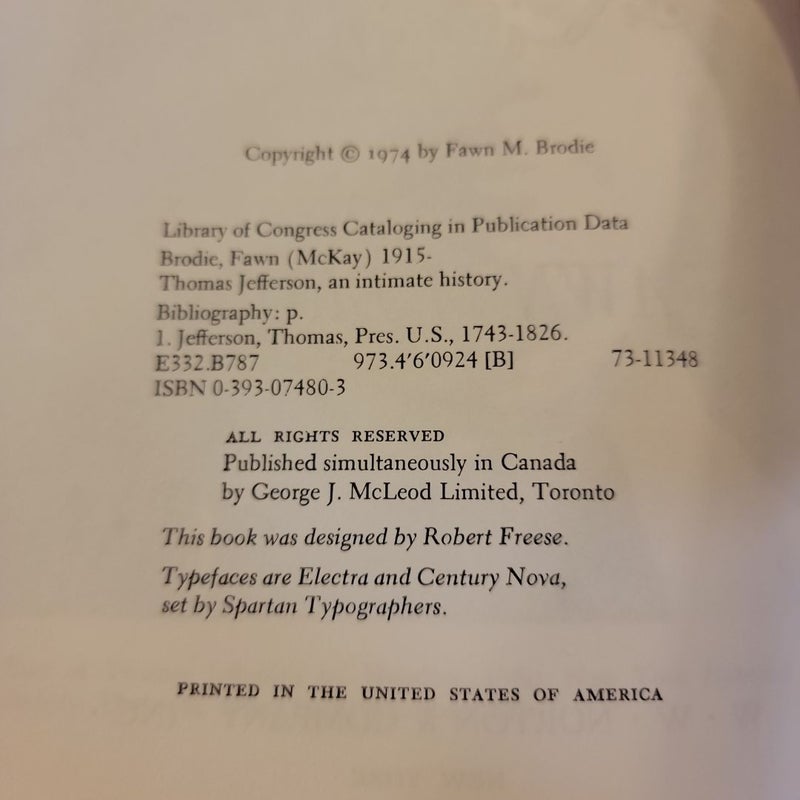 Copyright © 1974 by Fawn M. Brodie
Library of Congress Cataloging in Publication Data
Brodie, Fawn (McKay) 1915-
Thomas Jefferson, an intimate history.
Bibliography: p.
1. Jefferson, Thomas, Pres. U.S., 1743-1826.
E332.B787 973.4′6′0924 [B] 73-11348
ISBN 0-393-07480-3
ALL RIGHTS RESERVED
Published simultaneously in Canada
by George J. McLeod Limited, Toronto
This book was designed by Robert Freese.
Typefaces are Electra and Century Nova,
set by Spartan Typographers.
PRINTED IN THE UNITED STATES OF AMERICA